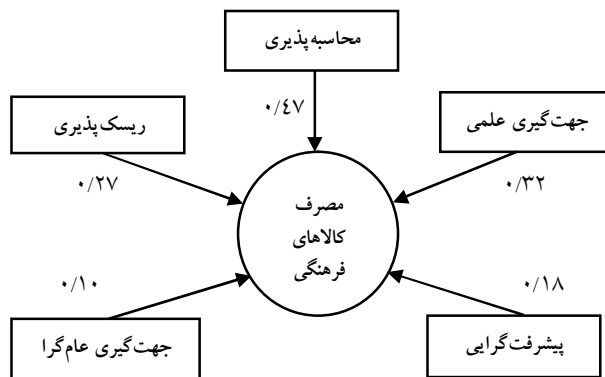 محاسبه‌پذیری
۰/٤٧
ریسک‌پذیری
جهت‌گیری علمی
۰/۲۷
۰/۳۲
مصرف
کالاهای
فرهنگی
۰/۱۰
۰/۱۸
جهت‌گیری عام‌گرا
پیشرفت‌گرایی